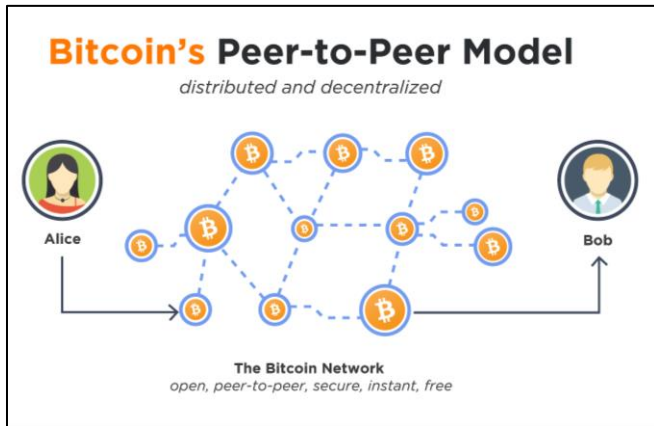 Bitcoin's Peer-to-Peer Model
distributed and decentralized
Alice
Bob
The Bitcoin Network
open, peer-to-peer, secure, instant, free